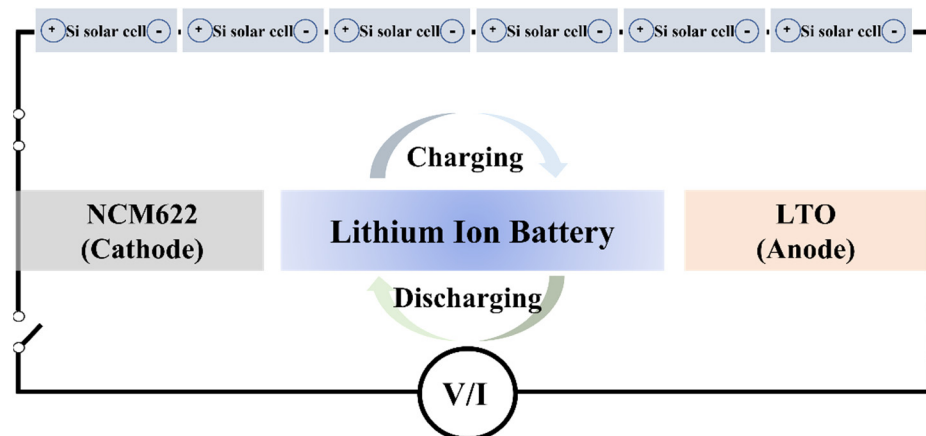 + Si solar cell - + Si solar cell - + Si solar cell - + Si solar cell - + Si solar cell - + Si solar cell -
Charging
NCM622
(Cathode)
Lithium Ion Battery
LTO
(Anode)
Discharging
V/I